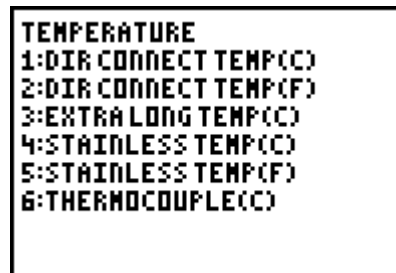 TEMPERATURE
1:DIR CONNECT TEMP(C)
2:DIR CONNECT TEMP(F)
3:EXTRA LONG TEMP(C)
4:STAINLESS TEMP(C)
5:STAINLESS TEMP(F)
6:THERMOCOUPLE(C)